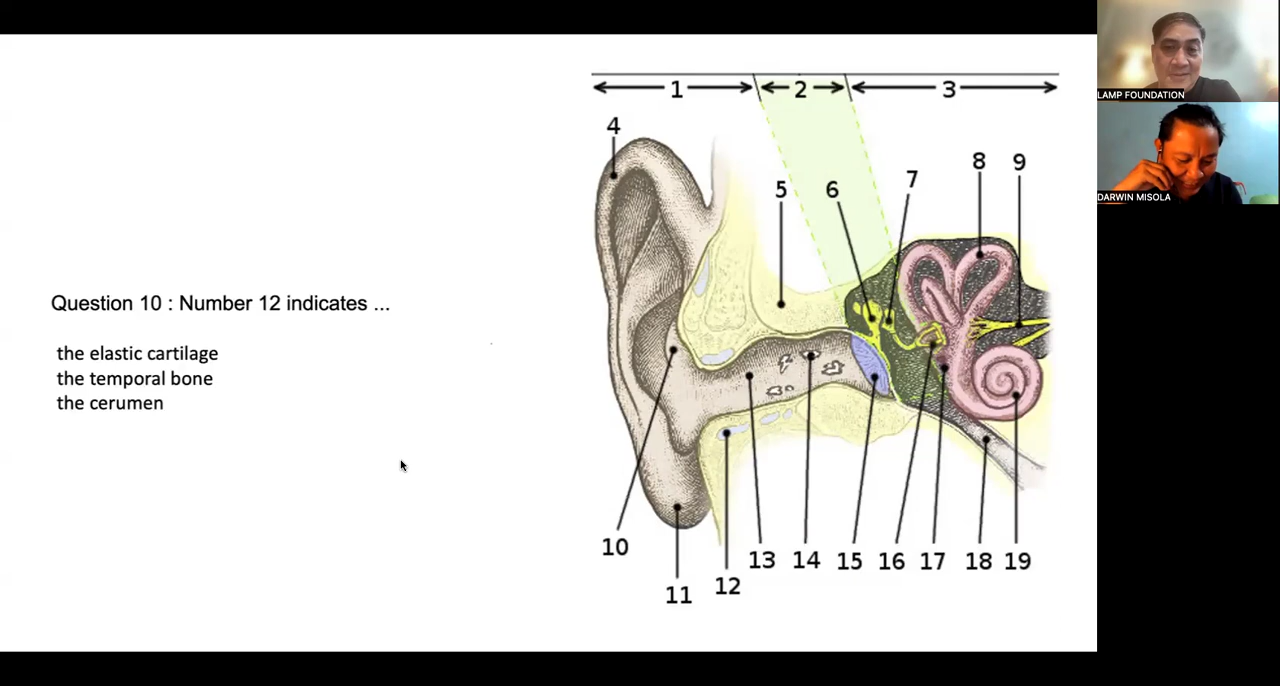 1 2 3
4
5 6 7 8 9
Question 10 : Number 12 indicates ...
the elastic cartilage
the temporal bone
the cerumen
10 11 12 13 14 15 16 17 18 19
LAMP FOUNDATION
DARWIN MISOLA